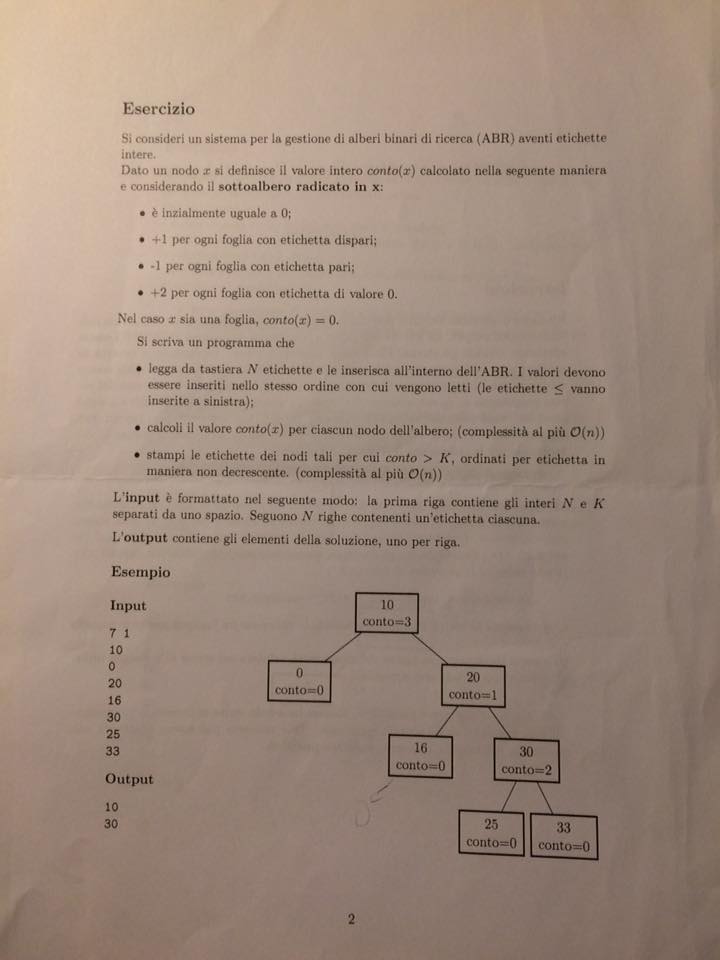 Esercizio
Si consideri un sistema per la gestione di alberi binari di ricerca (ABR) aventi etichette
intere.
Dato un nodo x si definisce il valore intero conto(x) calcolato nella seguente maniera
e considerando il sottoalbero radicato in x:
• è inzialmente uguale a 0;
• +1 per ogni foglia con etichetta dispari;
• -1 per ogni foglia con etichetta pari;
• +2 per ogni foglia con etichetta di valore 0.
Nel caso x sia una foglia, conto(x) = 0.
Si scriva un programma che
• legga da tastiera N etichette e le inserisca all'interno dell'ABR. I valori devono
essere inseriti nello stesso ordine con cui vengono letti (le etichette ≤ vanno
inserite a sinistra);
• calcoli il valore conto(x) per ciascun nodo dell'albero; (complessità al più O(n))
• stampi le etichette dei nodi tali per cui conto > K, ordinati per etichetta in
maniera non decrescente. (complessità al più O(n))
L'input è formattato nel seguente modo: la prima riga contiene gli interi N e K
separati da uno spazio. Seguono N righe contenenti un'etichetta ciascuna.
L'output contiene gli elementi della soluzione, uno per riga.
Esempio
Input
7 1
10
0
20
16
30
25
33
Output
10
30
10
conto=3
0
conto=0
20
conto=1
16
conto=0
30
conto=2
25
conto=0
33
conto=0
2